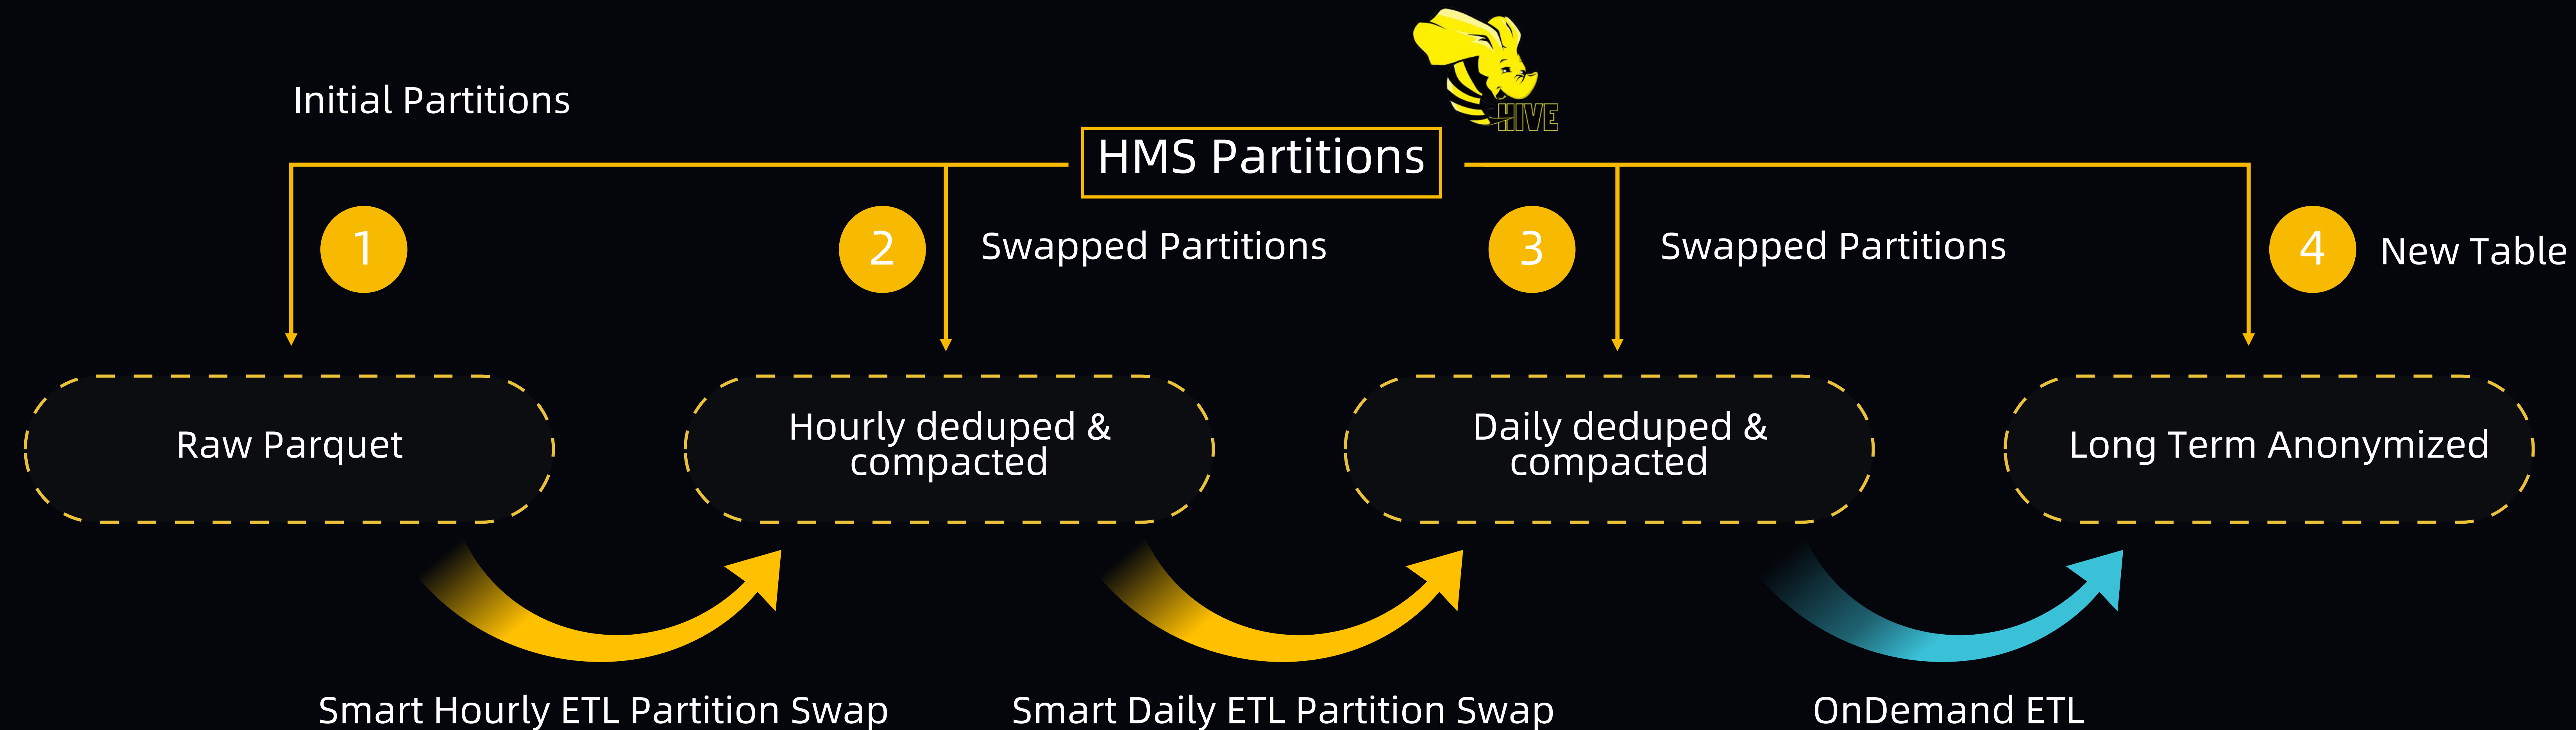 HIVE
Initial Partitions
HMS Partitions
1
2
Swapped Partitions
3
Swapped Partitions
4
New Table
Raw Parquet
Hourly deduped &
compacted
Daily deduped &
compacted
Long Term Anonymized
Smart Hourly ETL Partition Swap
Smart Daily ETL Partition Swap
OnDemand ETL